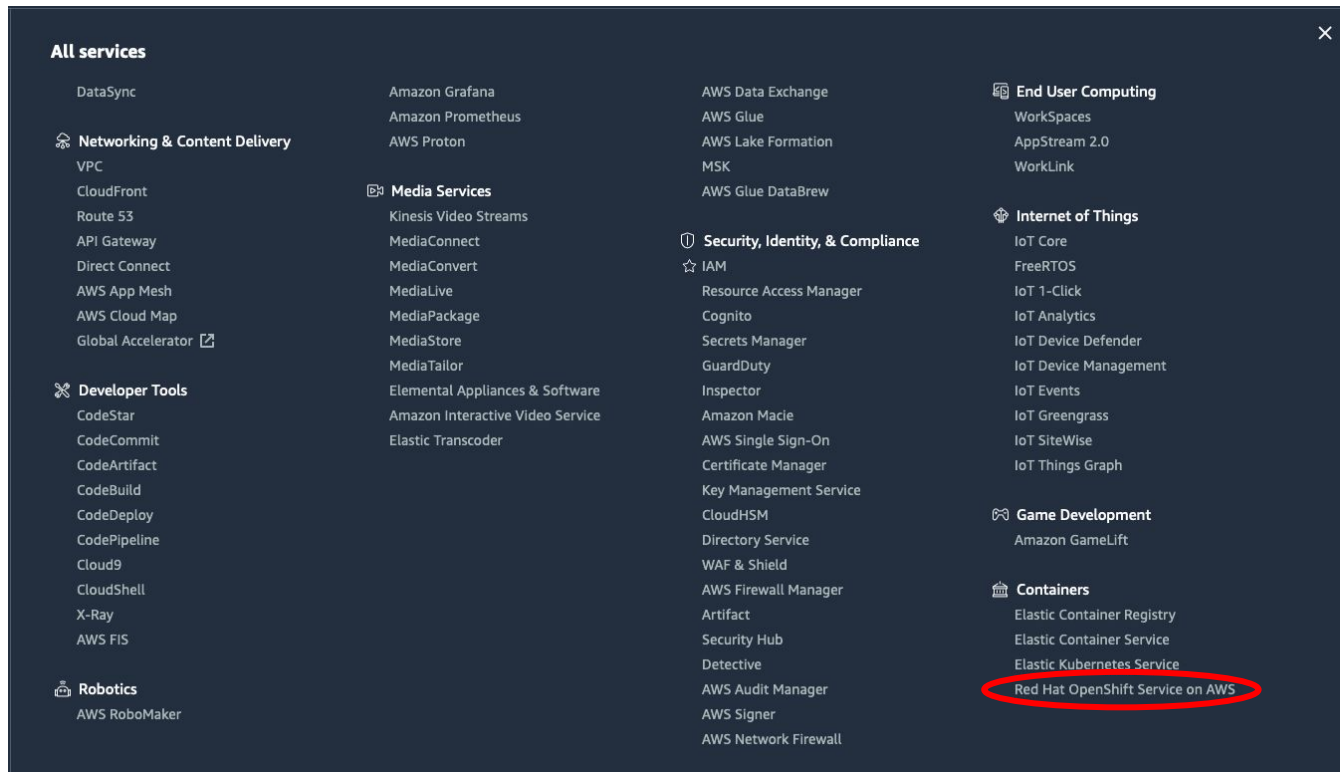 All services
DataSync
Networking & Content Delivery
VPC
CloudFront
Route 53
API Gateway
Direct Connect
AWS App Mesh
AWS Cloud Map
Global Accelerator
Developer Tools
CodeStar
CodeCommit
CodeArtifact
CodeBuild
CodeDeploy
CodePipeline
Cloud9
CloudShell
X-Ray
AWS FIS
Robotics
AWS RoboMaker
Amazon Grafana
Amazon Prometheus
AWS Proton
Media Services
Kinesis Video Streams
MediaConnect
MediaConvert
MediaLive
MediaPackage
MediaStore
MediaTailor
Elemental Appliances & Software
Amazon Interactive Video Service
Elastic Transcoder
AWS Data Exchange
AWS Glue
AWS Lake Formation
MSK
AWS Glue DataBrew
Security, Identity, & Compliance
IAM
Resource Access Manager
Cognito
Secrets Manager
GuardDuty
Inspector
Amazon Macie
AWS Single Sign-On
Certificate Manager
Key Management Service
CloudHSM
Directory Service
WAF & Shield
AWS Firewall Manager
Artifact
Security Hub
Detective
AWS Audit Manager
AWS Signer
AWS Network Firewall
End User Computing
WorkSpaces
AppStream 2.0
WorkLink
Internet of Things
IoT Core
FreeRTOS
IoT 1-Click
IoT Analytics
IoT Device Defender
IoT Device Management
IoT Events
IoT Greengrass
IoT SiteWise
IoT Things Graph
Game Development
Amazon GameLift
Containers
Elastic Container Registry
Elastic Container Service
Elastic Kubernetes Service
Red Hat OpenShift Service on AWS